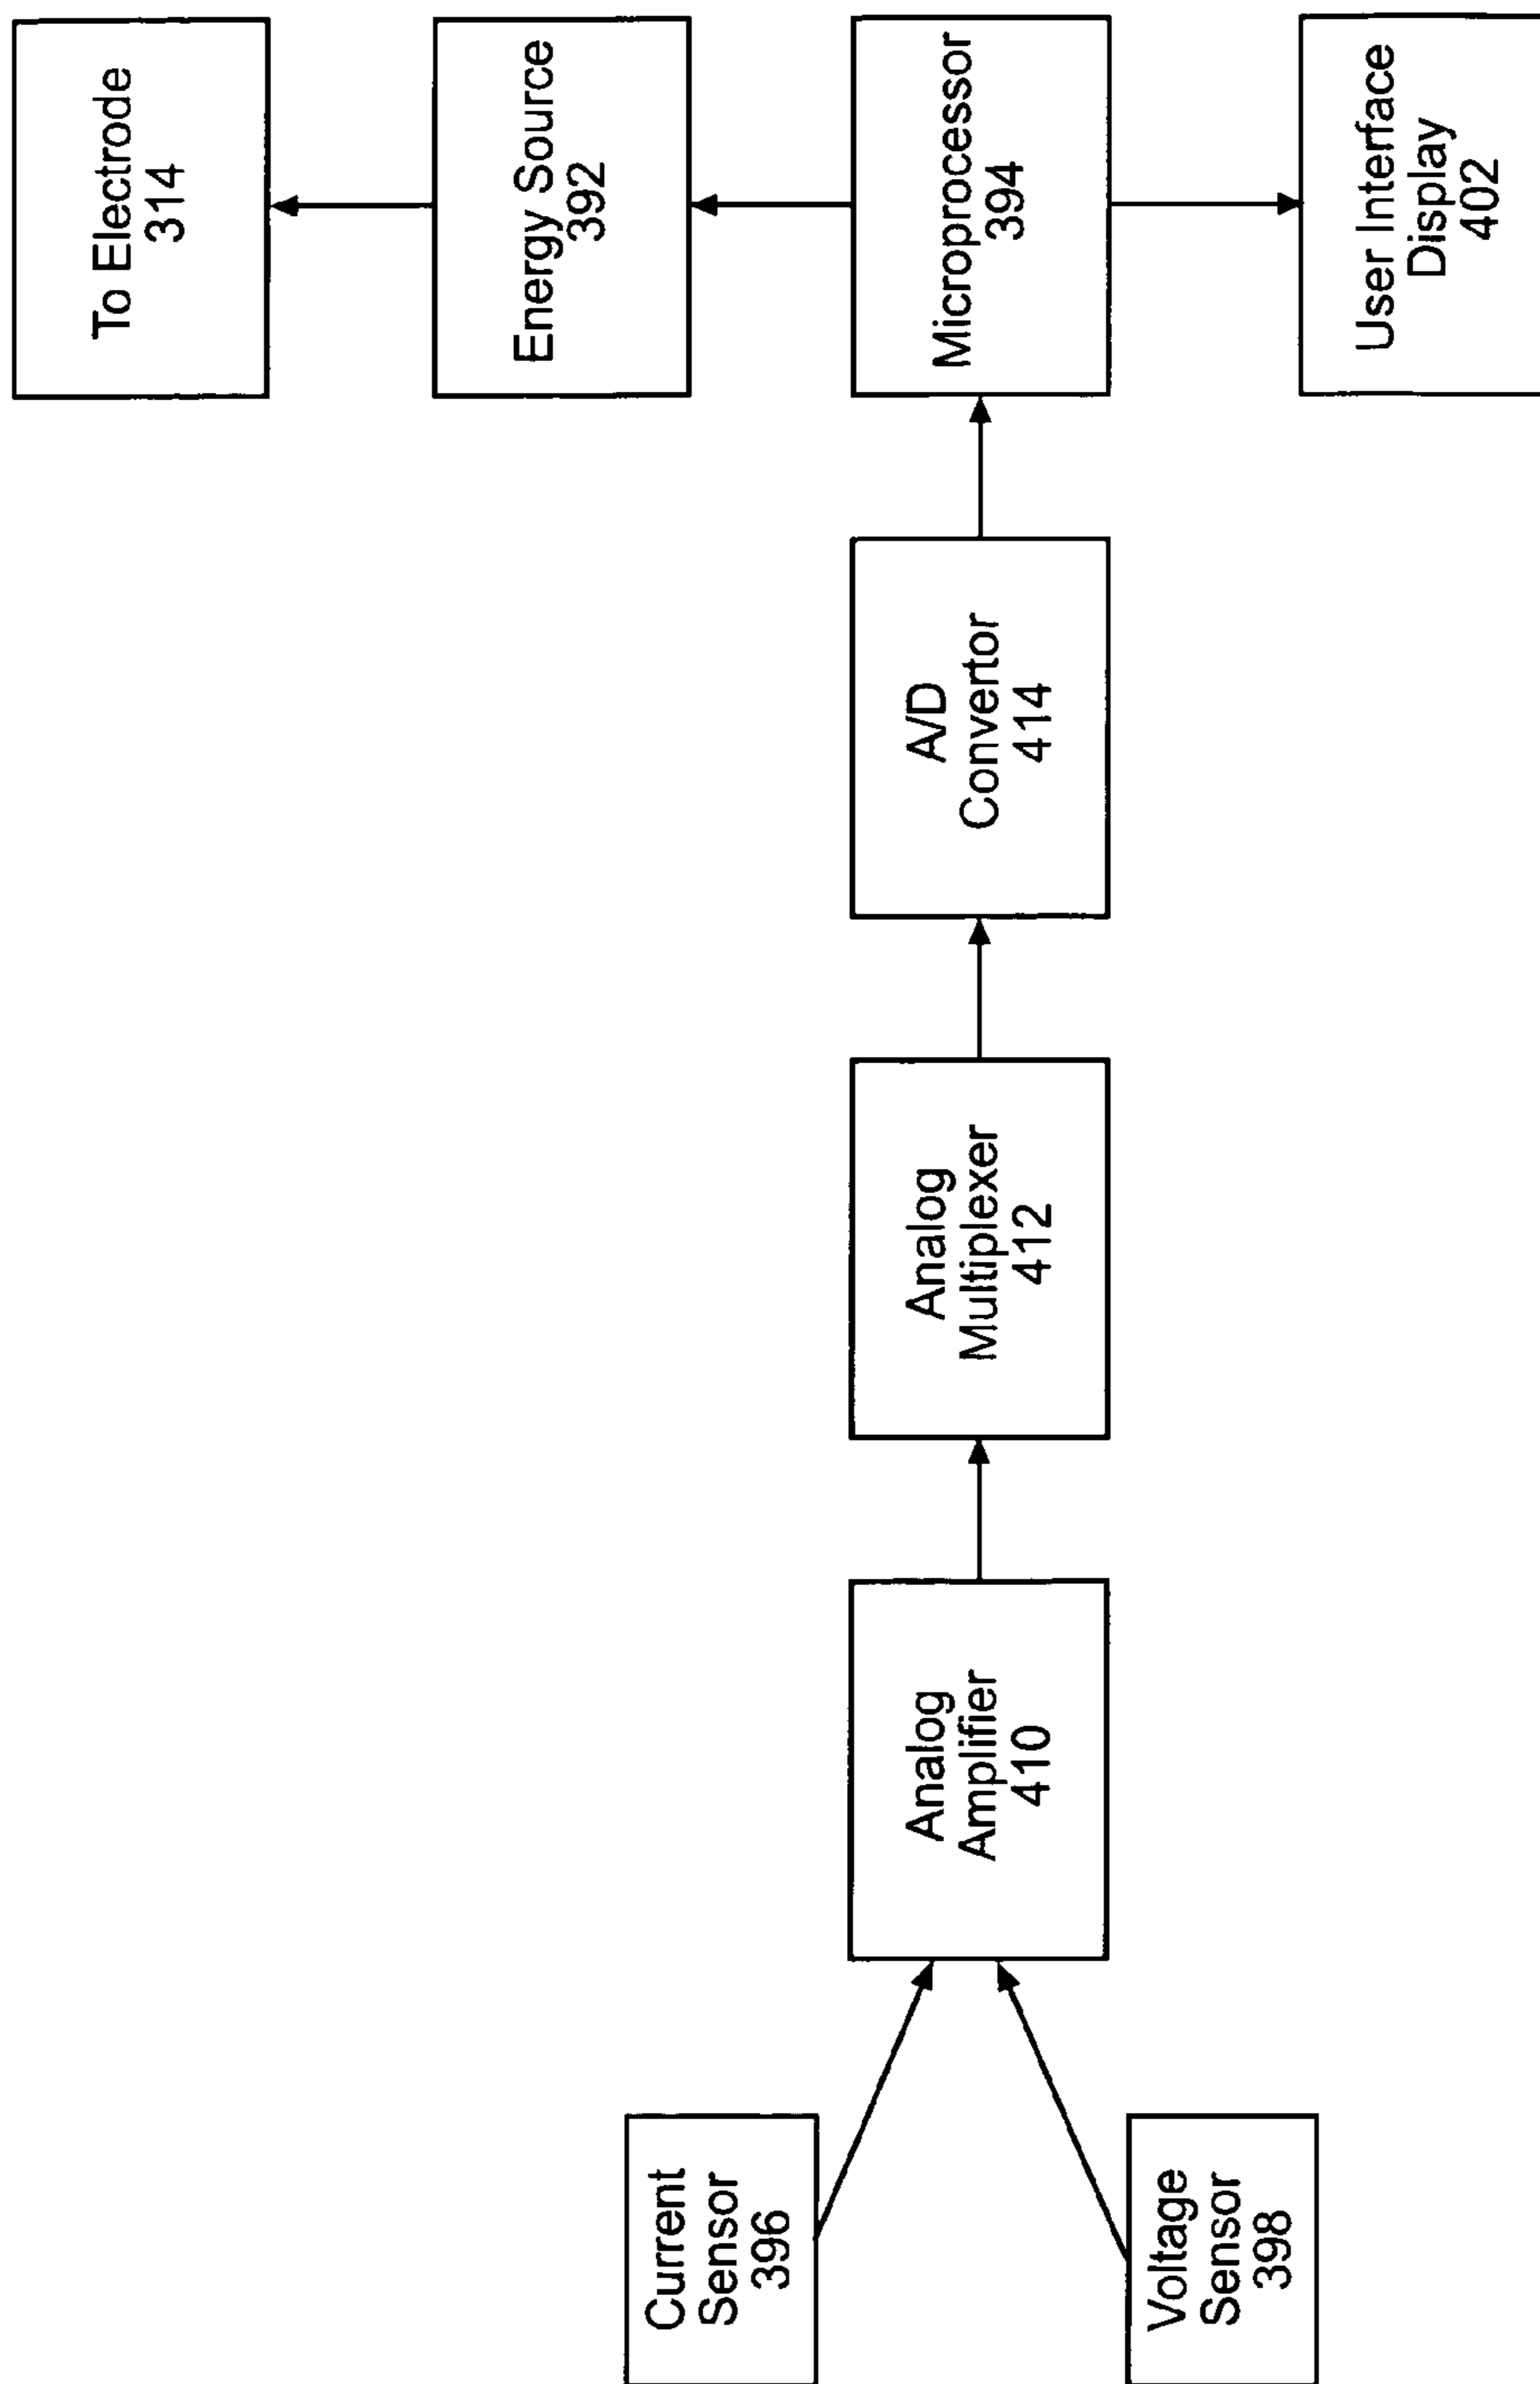 Current
Sensor
396
Voltage
Sensor
398
Analog
Amplifier
410
Analog
Multiplexer
412
A/D
Convertor
414
To Electrode
314
Energy Source
392
Microprocessor
394
User Interface
Display
402